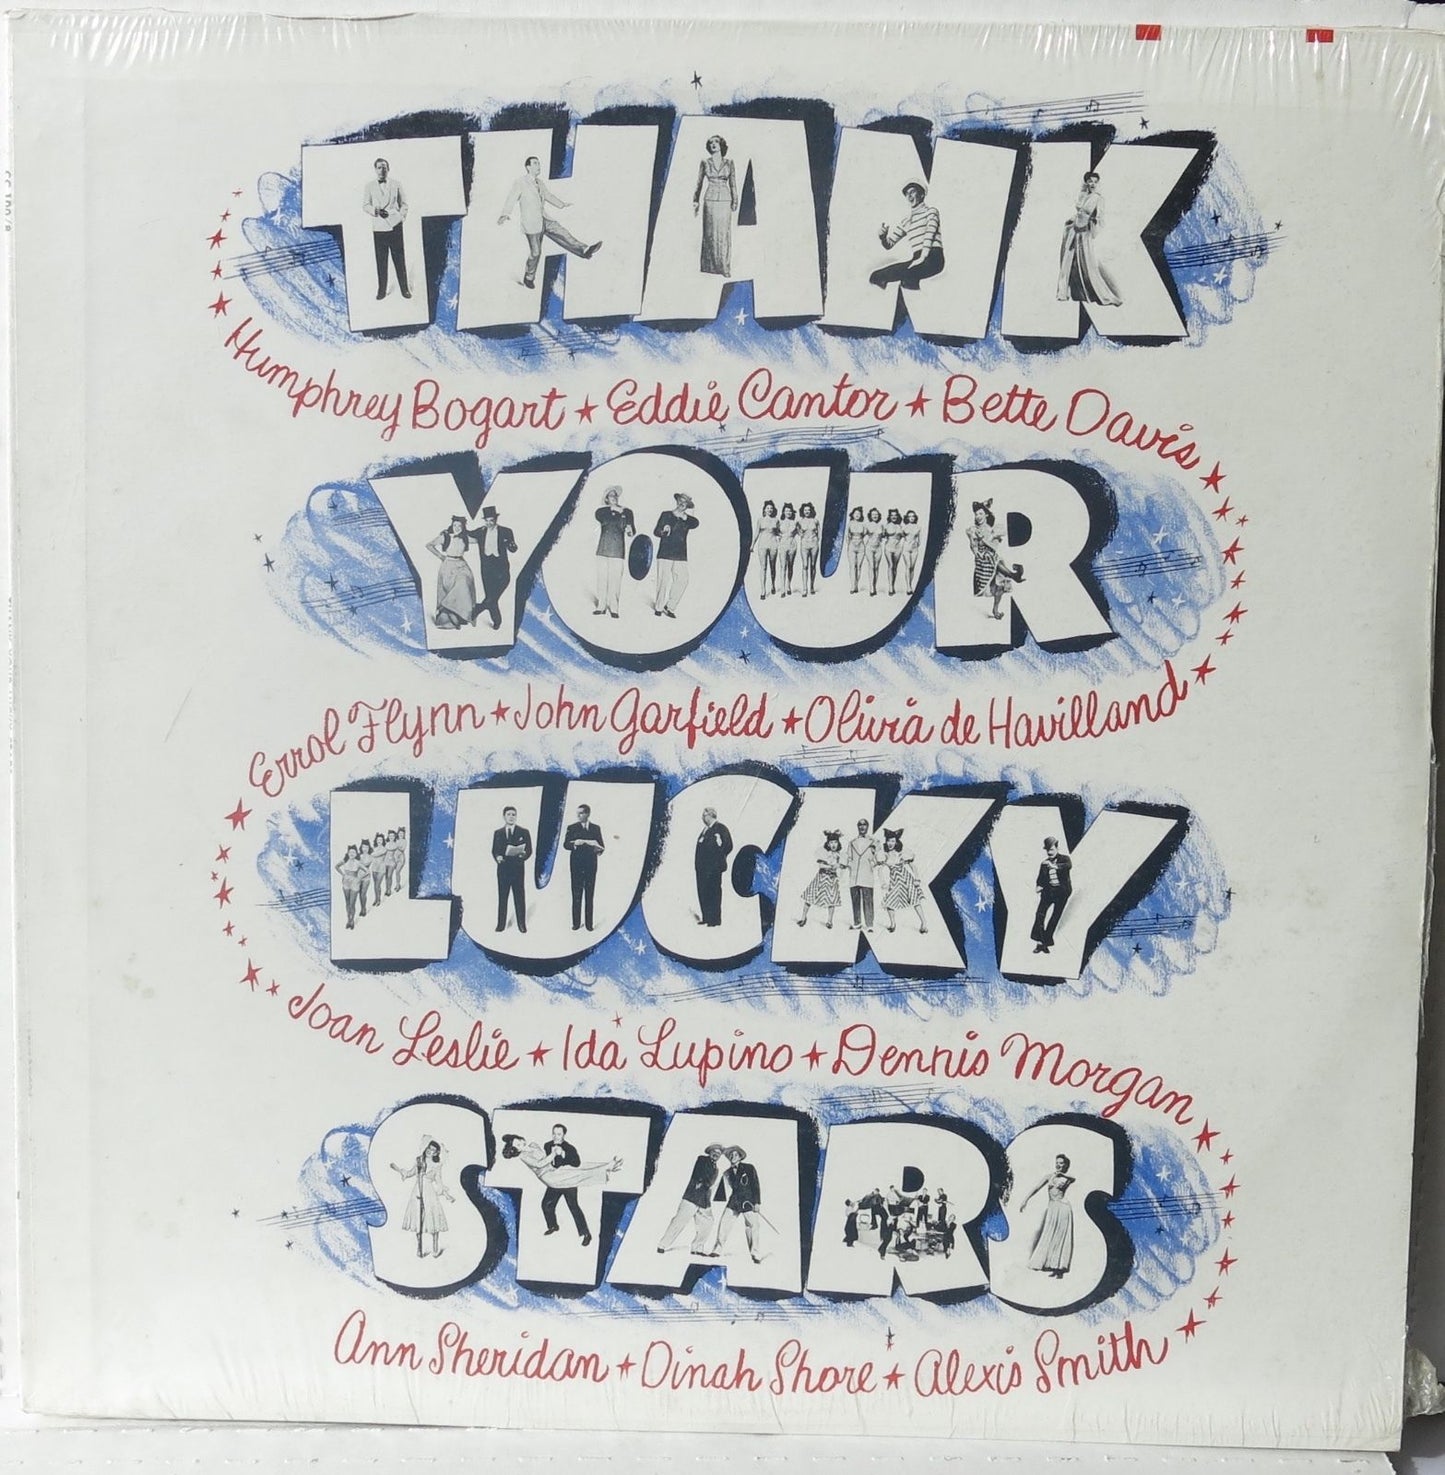 THANK
Humphrey Bogart ★ Eddie Cantor ★ Bette Davis
YOUR
Errol Flynn ★ John Garfield ★ Olivia de Havilland
LUCKY
Joan Leslie ★ Ida Lupino ★ Dennis Morgan
STARS
Ann Sheridan ★ Dinah Shore ★ Alexis Smith